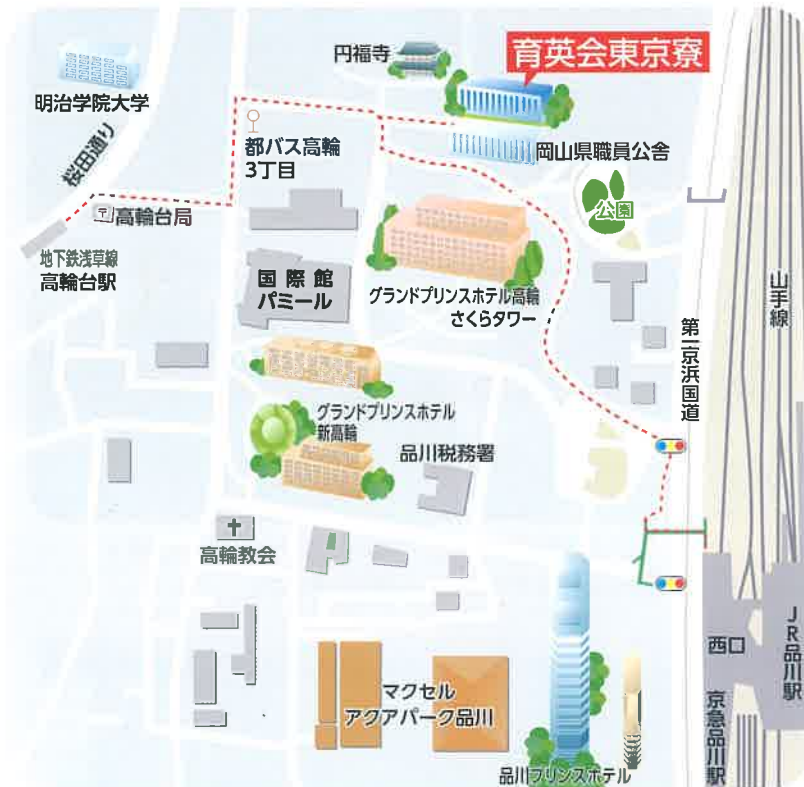 円福寺
育英会東京寮
明治学院大学
桜田通り
都バス高輪
3丁目
岡山県職員公舎
〒
高輪台局
公園
地下鉄浅草線
高輪台駅
国際館
パミール
グランドプリンスホテル高輪
さくらタワー
山手線
第一京浜国道
グランドプリンスホテル
新高輪
品川税務署
高輪教会
西口
JR品川駅
京急品川駅
マクセル
アクアパーク品川
品川プリンスホテル